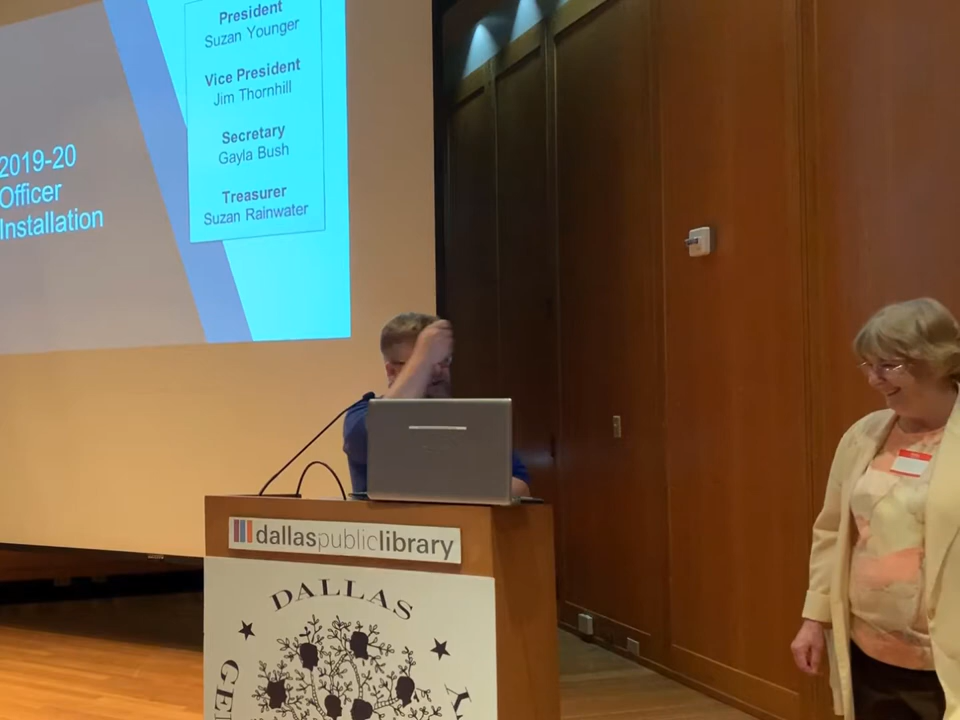 President
Suzan Younger
Vice President
Jim Thornhill
Secretary
Gayla Bush
Treasurer
Suzan Rainwater
2019-20
Officer
Installation
dallaspubliclibrary
DALLAS